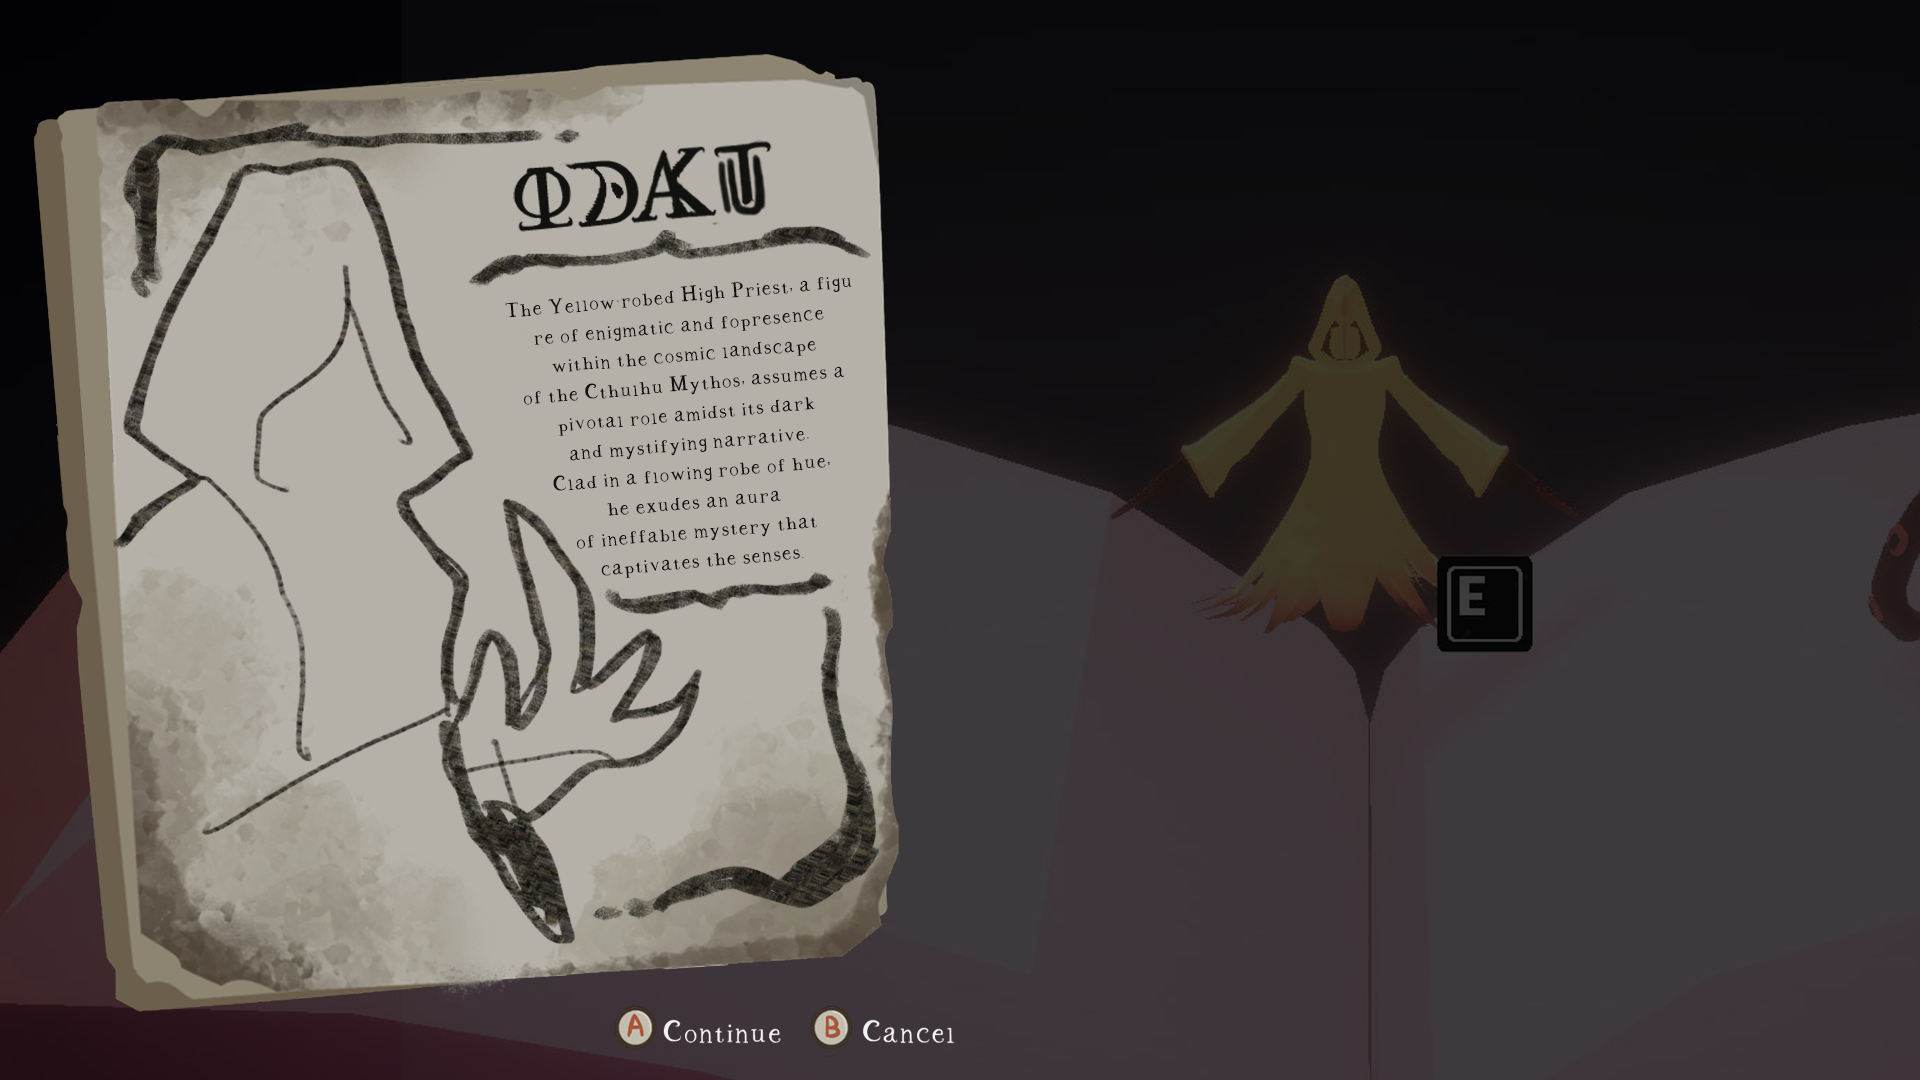 ODAKU
The Yellow-robed High Priest, a figu
re of enigmatic and fopresence
within the cosmic landscape
of the Cthulhu Mythos, assumes a
pivotal role amidst its dark
and mystifying narrative.
Clad in a flowing robe of hue,
he exudes an aura
of ineffable mystery that
captivates the senses.
E
A Continue B Cancel